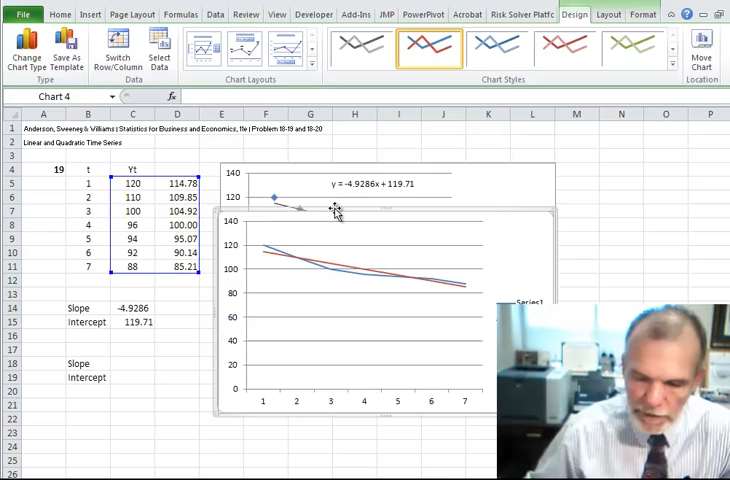 File Home Insert Page Layout Formulas Data Review View Developer Add-Ins JMP PowerPivot Acrobat Risk Solver Platfo Design Layout Format
Change Chart Type Save As Template Switch Row/Column Select Data Move Chart
Type Data Chart Layouts Chart Styles Location
Chart 4 fx
A B C D E F G H I J K L M N O P
1 Anderson, Sweeney & Williams | Statistics for Business and Economics, 11e | Problem 18-19 and 18-20
2 Linear and Quadratic Time Series
3
4 19 t Yt
5 1 120 114.78
6 2 110 109.85
7 3 100 104.92
8 4 96 100.00
9 5 94 95.07
10 6 92 90.14
11 7 88 85.21
12
13
14 Slope -4.9286
15 Intercept 119.71
16
17
18 Slope
19 Intercept
20
21
22
23
24
25
26
140
120
y = -4.9286x + 119.71
140
120
100
80
60
40
20
0
1 2 3 4 5 6 7
Series1